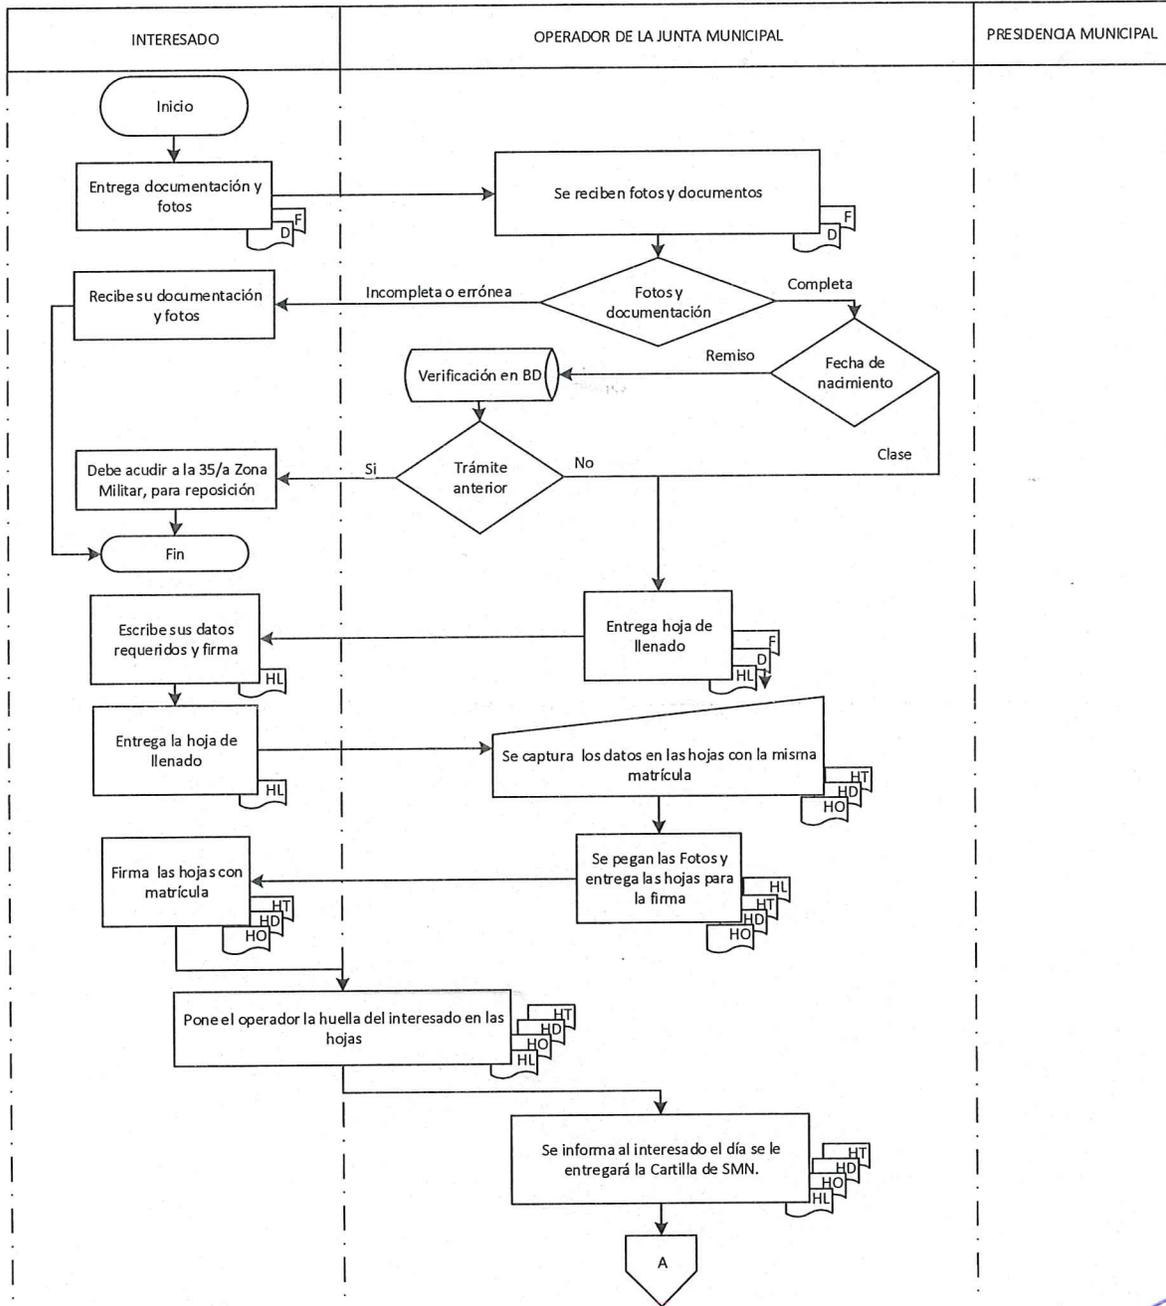 INTERESADO
OPERADOR DE LA JUNTA MUNICIPAL
PRESIDENCIA MUNICIPAL
Inicio
Entrega documentación y
fotos
F
D
Se reciben fotos y documentos
F
D
Recibe su documentación
y fotos
Incompleta o errónea
Fotos y
documentación
Completa
Fecha de
nacimiento
Remiso
Verificación en BD
Clase
Debe acudir a la 35/a Zona
Militar, para reposición
Si
Trámite
anterior
No
Fin
Escribe sus datos
requeridos y firma
HL
Entrega hoja de
llenado
F
D
HL
Entrega la hoja de
llenado
HL
Se captura los datos en las hojas con la misma
matrícula
HT
HD
HO
Firma las hojas con
matrícula
HT
HD
HO
Se pegan las Fotos y
entrega las hojas para
la firma
HL
HT
HD
HO
Pone el operador la huella del interesado en las
hojas
HT
HD
HO
HL
Se informa al interesado el día se le
entregará la Cartilla de SMN.
HT
HD
HO
HL
A